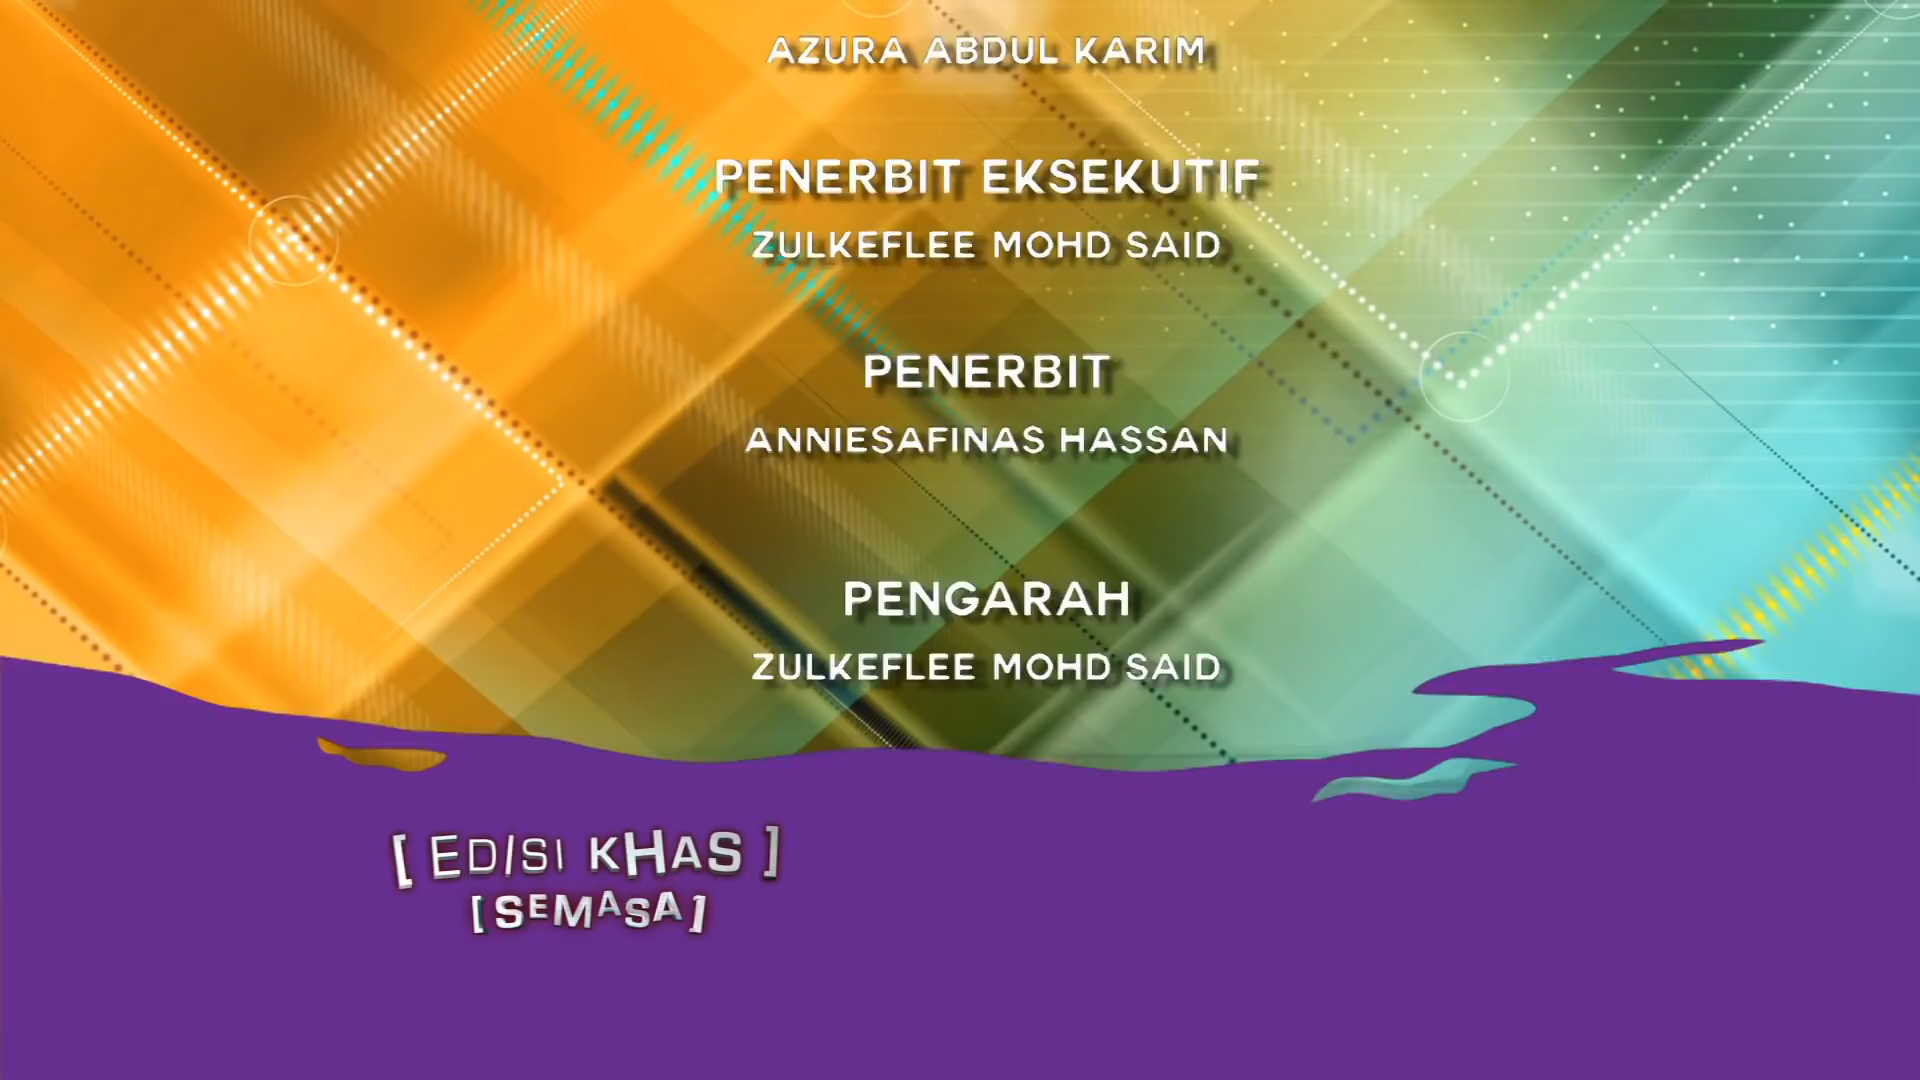 AZURA ABDUL KARIM
PENERBIT EKSEKUTIF
ZULKEFLEE MOHD SAID
PENERBIT
ANNIESAFINAS HASSAN
PENGARAH
ZULKEFLEE MOHD SAID
[ EDISI KHAS ]
[SEMASA]